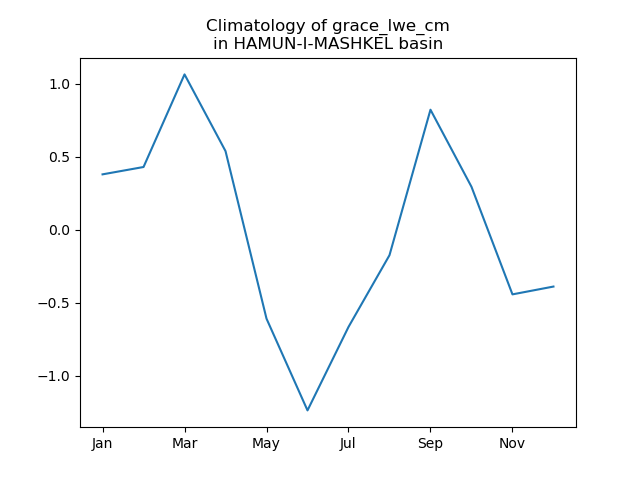 Climatology of grace_lwe_cm
in HAMUN-I-MASHKEL basin
1.0
0.5
0.0
−0.5
−1.0
Jan Mar May Jul Sep Nov